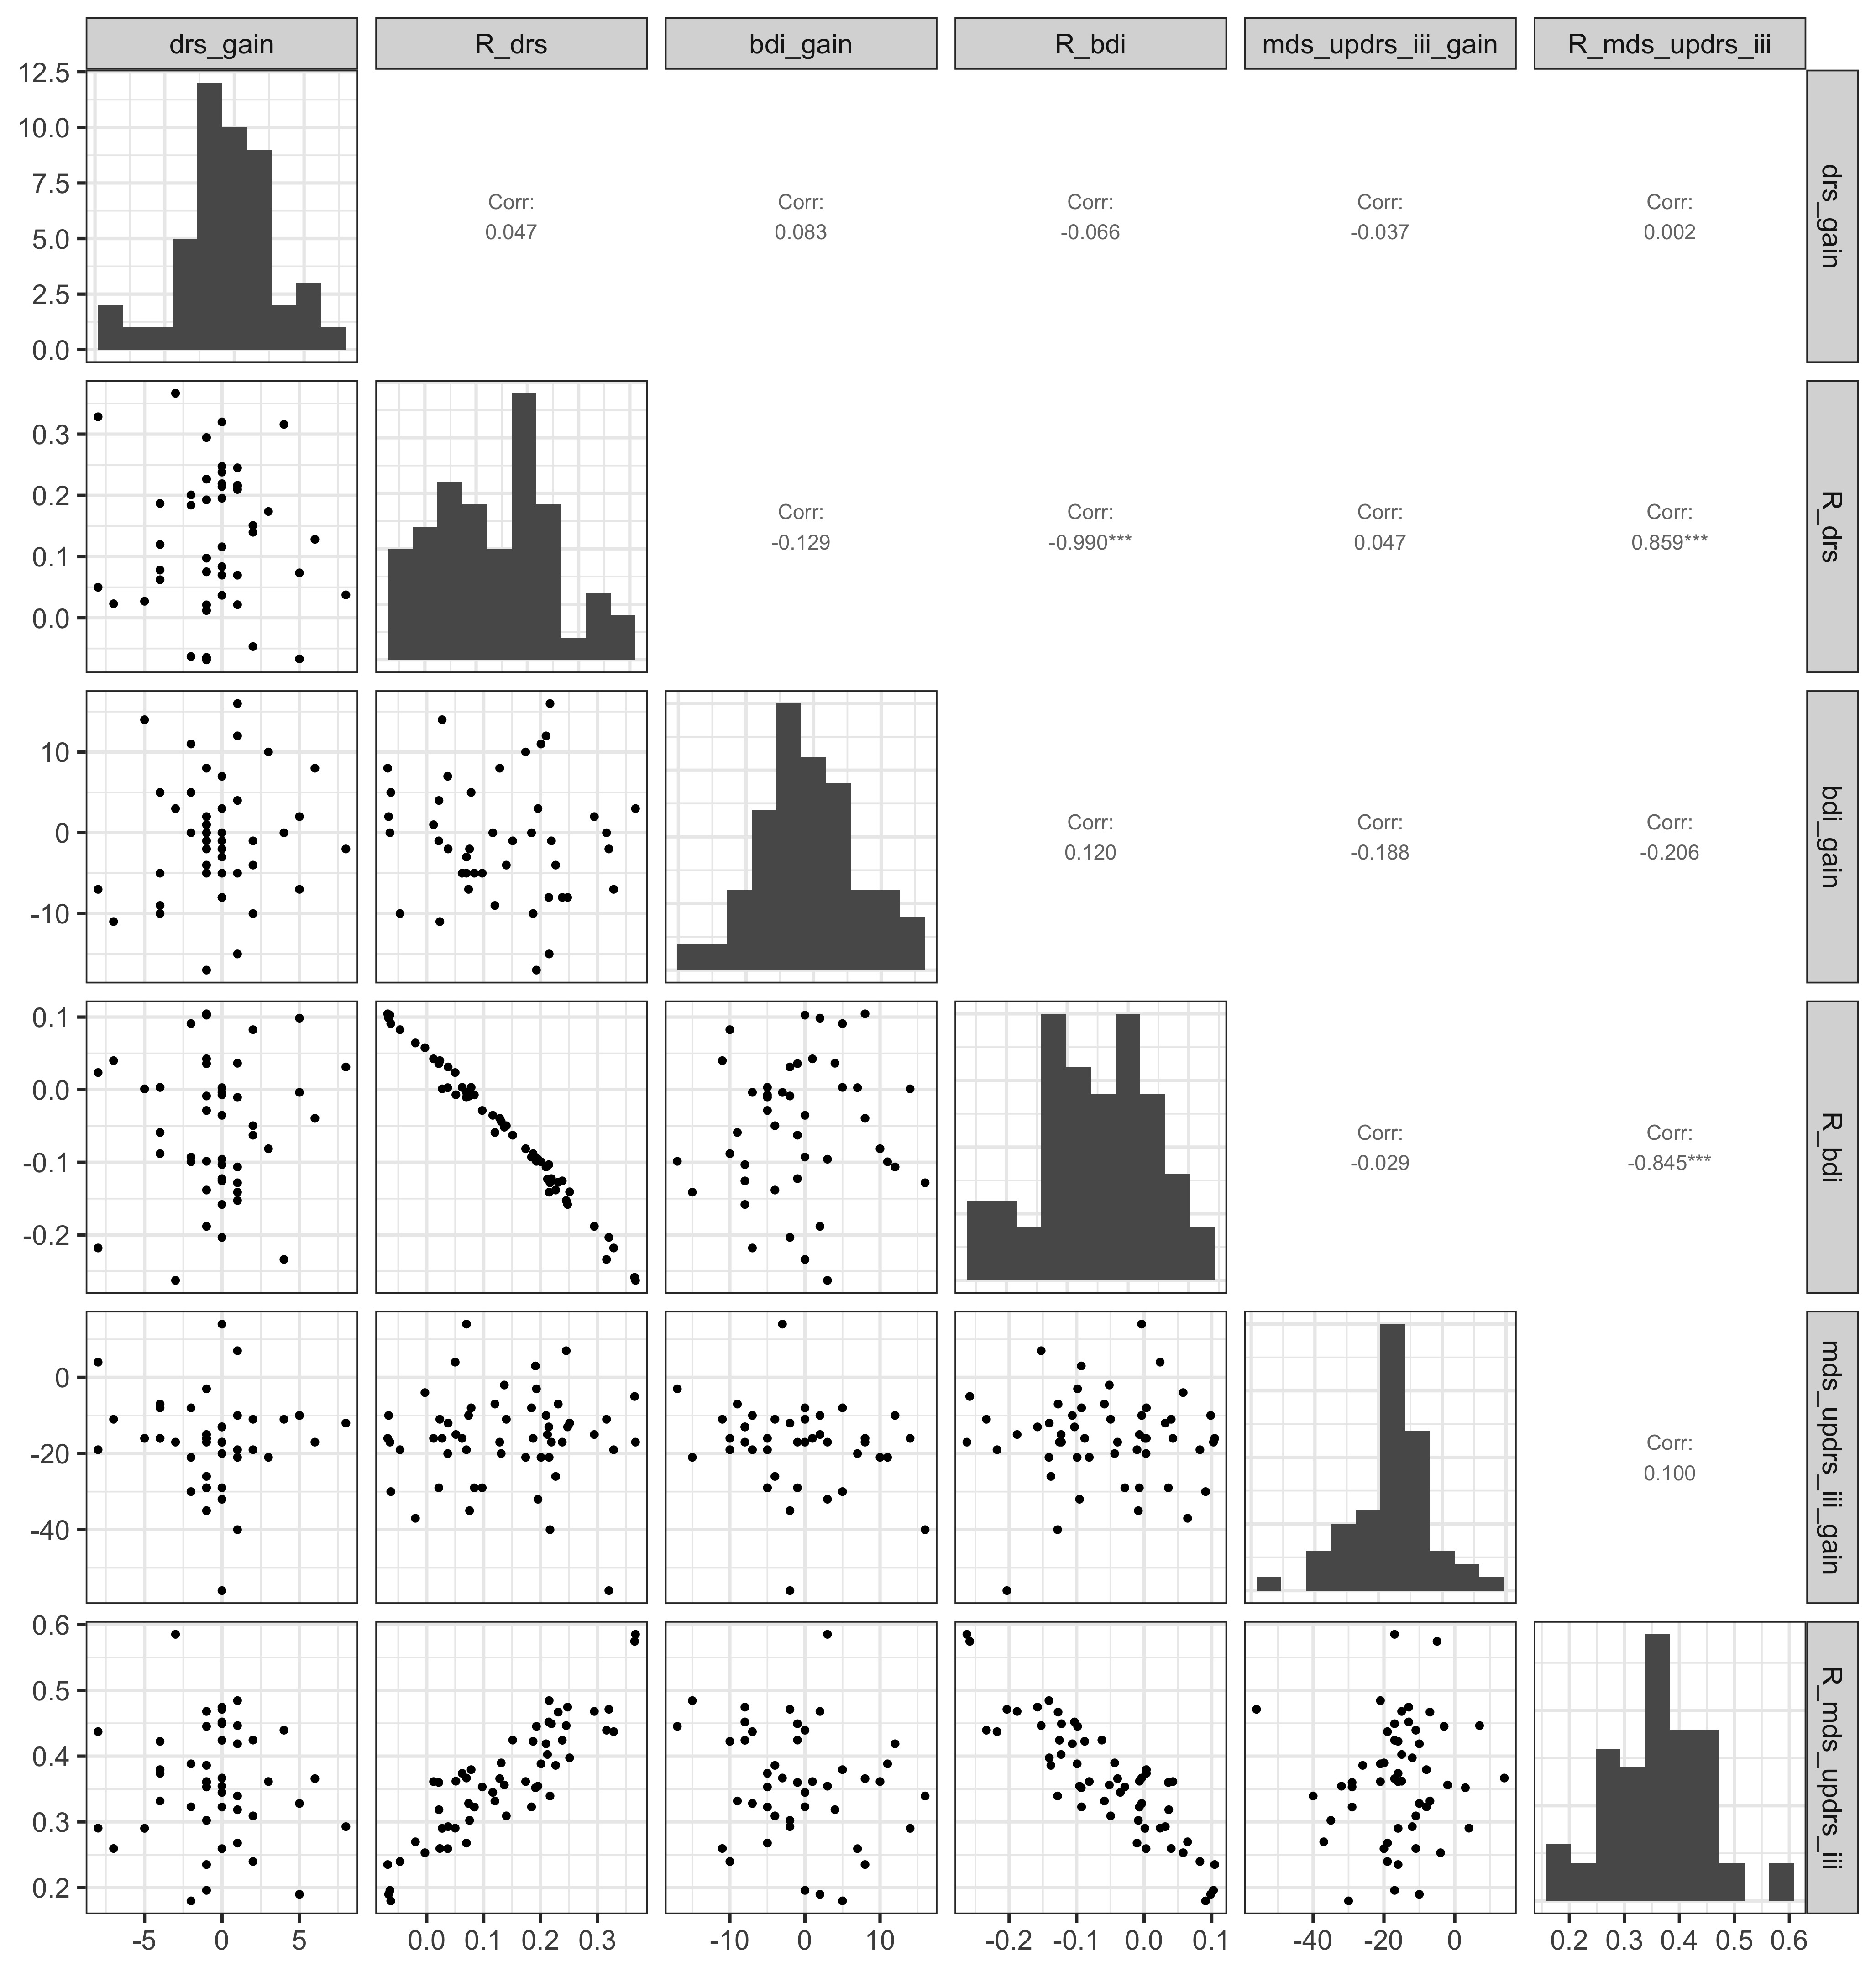 drs_gain R_drs bdi_gain R_bdi mds_updrs_iii_gain R_mds_updrs_iii
12.5
10.0
7.5
5.0
2.5
0.0
Corr: Corr: Corr: Corr: Corr:
0.047 0.083 -0.066 -0.037 0.002
drs_gain
0.3
0.2
0.1
0.0
Corr: Corr: Corr: Corr:
-0.129 -0.990*** 0.047 0.859***
R_drs
10
0
-10
Corr: Corr: Corr:
0.120 -0.188 -0.206
bdi_gain
0.1
0.0
-0.1
-0.2
Corr: Corr:
-0.029 -0.845***
R_bdi
0
-20
-40
Corr:
0.100
mds_updrs_iii_gain
0.6
0.5
0.4
0.3
0.2
R_mds_updrs_iii
-5 0 5 0.0 0.1 0.2 0.3 -10 0 10 -0.2 -0.1 0.0 0.1 -40 -20 0 0.2 0.3 0.4 0.5 0.6